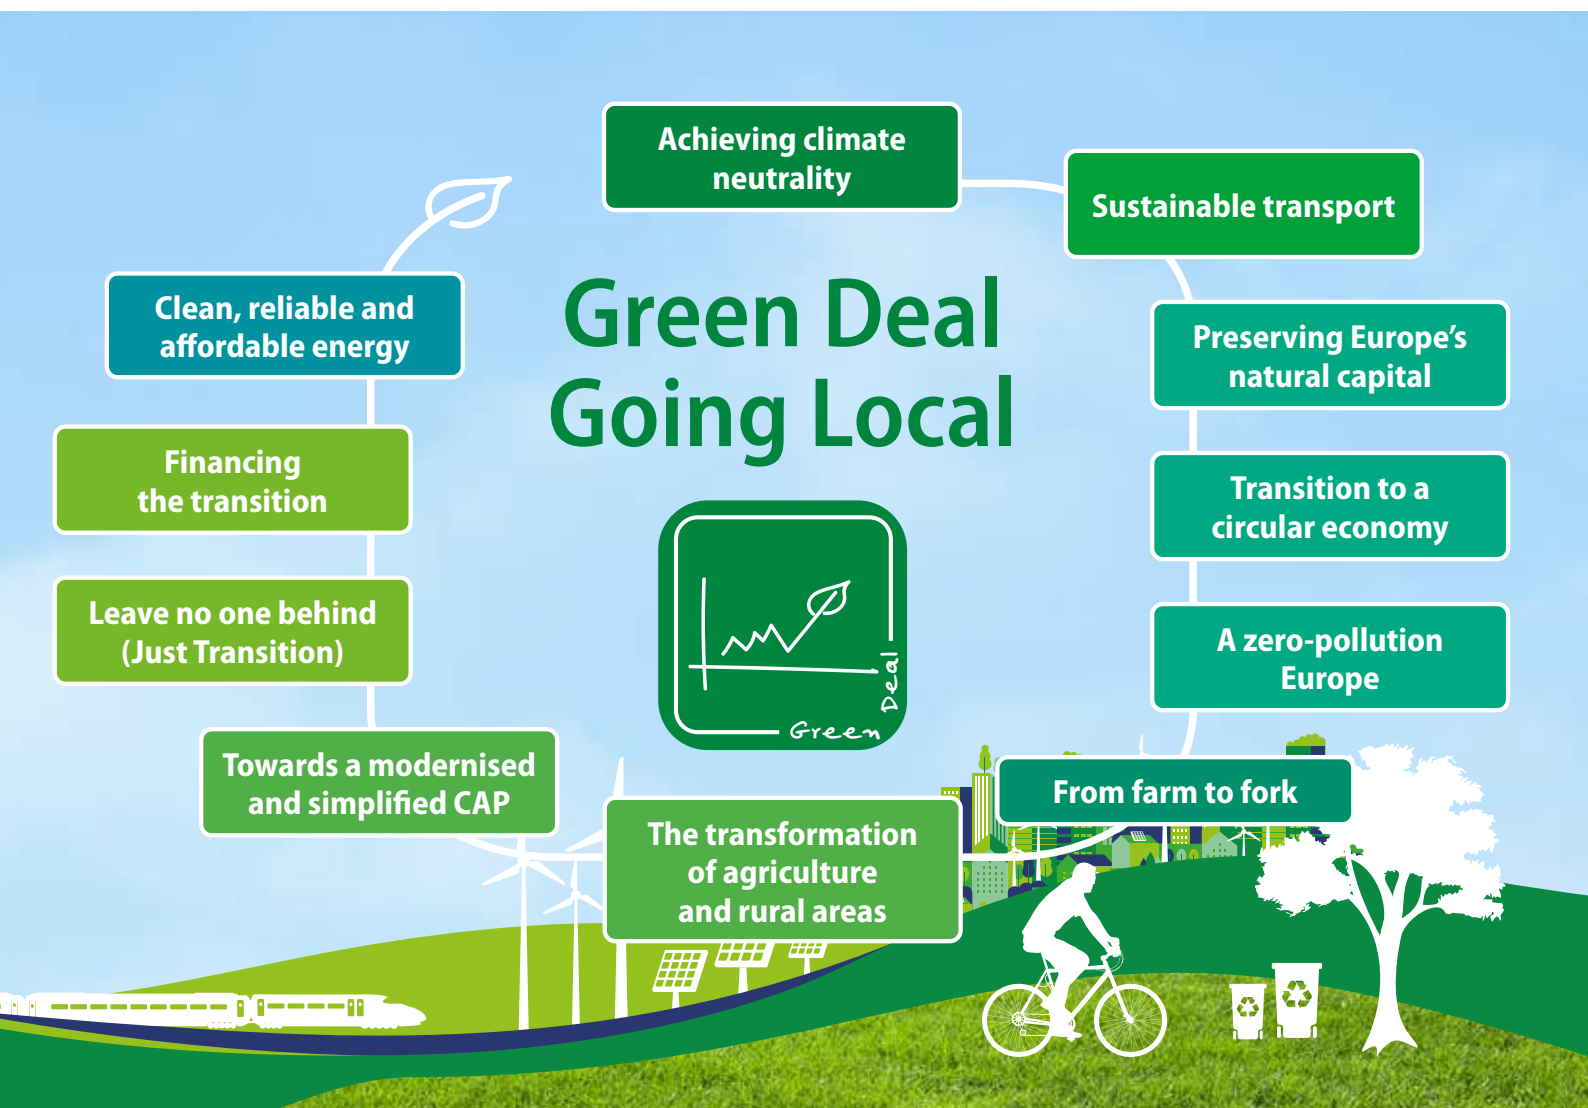 Achieving climate
neutrality
Sustainable transport
Preserving Europe’s
natural capital
Transition to a
circular economy
A zero-pollution
Europe
From farm to fork
The transformation
of agriculture
and rural areas
Towards a modernised
and simplified CAP
Leave no one behind
(Just Transition)
Financing
the transition
Clean, reliable and
affordable energy
Green Deal
Going Local
Green Deal